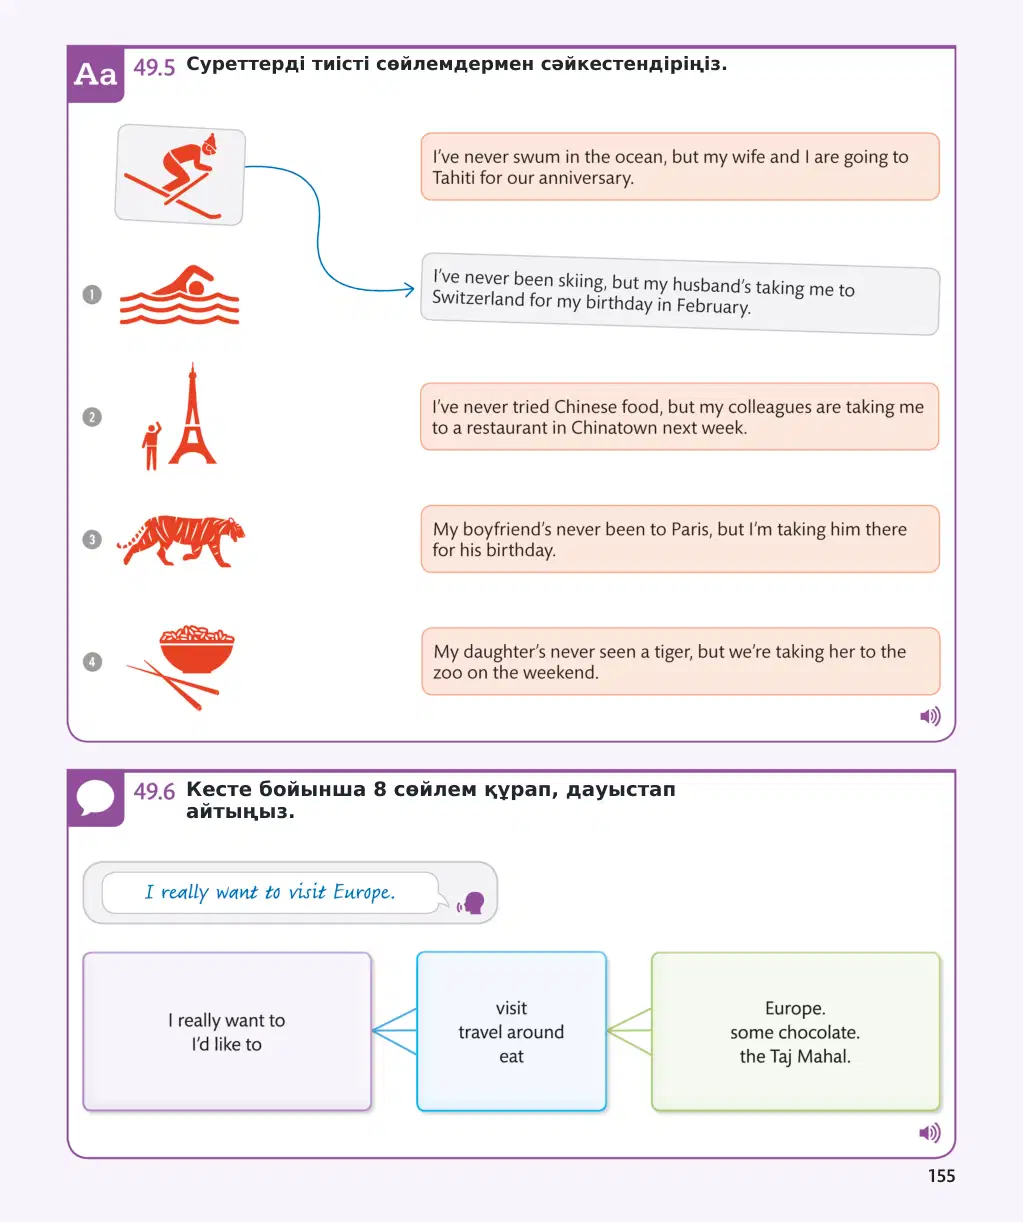 Aa 49.5 Суреттерді тиісті сөйлемдермен сәйкестендіріңіз.
I've never swum in the ocean, but my wife and I are going to
Tahiti for our anniversary.
1
I've never been skiing, but my husband's taking me to
Switzerland for my birthday in February.
2
I've never tried Chinese food, but my colleagues are taking me
to a restaurant in Chinatown next week.
3
My boyfriend's never been to Paris, but I'm taking him there
for his birthday.
4
My daughter's never seen a tiger, but we're taking her to the
zoo on the weekend.
49.6 Кесте бойынша 8 сөйлем құрап, дауыстап
айтыңыз.
I really want to visit Europe.
I really want to
I'd like to
visit
travel around
eat
Europe.
some chocolate.
the Taj Mahal.
155